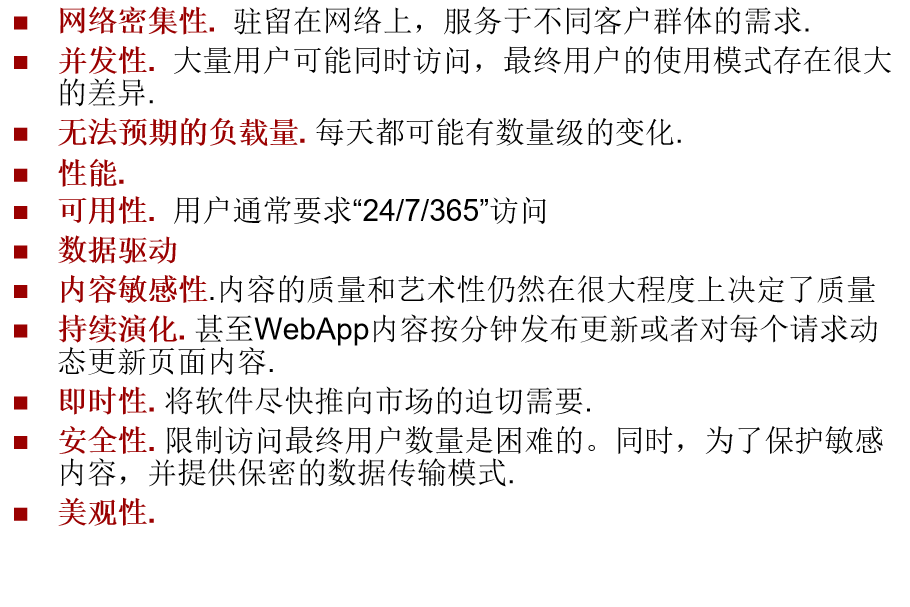 ■ 网络密集性. 驻留在网络上，服务于不同客户群体的需求.
■ 并发性. 大量用户可能同时访问，最终用户的使用模式存在很大
的差异.
■ 无法预期的负载量. 每天都可能有数量级的变化.
■ 性能.
■ 可用性. 用户通常要求“24/7/365”访问
■ 数据驱动
■ 内容敏感性.内容的质量和艺术性仍然在很大程度上决定了质量
■ 持续演化. 甚至WebApp内容按分钟发布更新或者对每个请求动
态更新页面内容.
■ 即时性. 将软件尽快推向市场的迫切需要.
■ 安全性. 限制访问最终用户数量是困难的。同时，为了保护敏感
内容，并提供保密的数据传输模式.
■ 美观性.